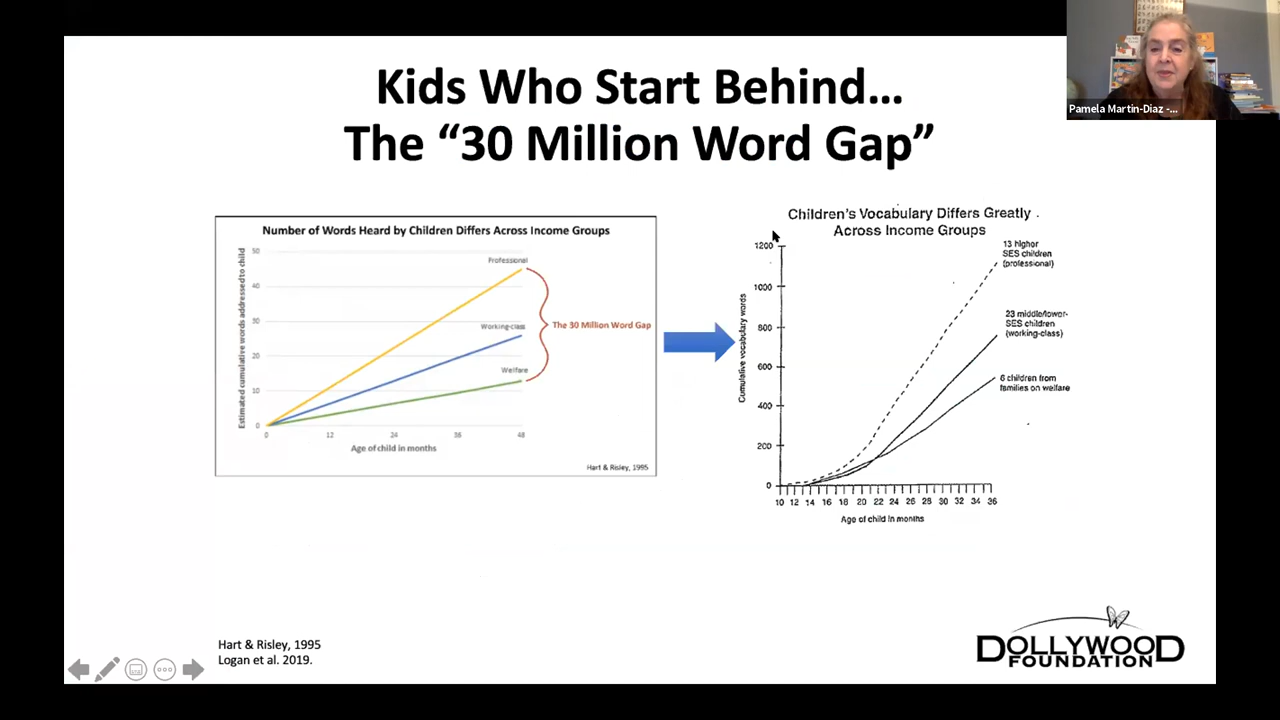 Kids Who Start Behind...
The “30 Million Word Gap”
Pamela Martin-Diaz -...
Number of Words Heard by Children Differs Across Income Groups
Estimated cumulative words addressed to child
50
40
30
20
10
0
0 12 24 36 48
Age of child in months
Professional
Working-class
Welfare
The 30 Million Word Gap
Hart & Risley, 1995
Children's Vocabulary Differs Greatly
Across Income Groups
Cumulative vocabulary words
1200
1000
800
600
400
200
0
10 12 14 16 18 20 22 24 26 28 30 32 34 36
Age of child in months
13 higher
SES children
(professional)
23 middle/lower-
SES children
(working-class)
6 children from
families on welfare
Hart & Risley, 1995
Logan et al. 2019.
DOLLYWOOD
FOUNDATION